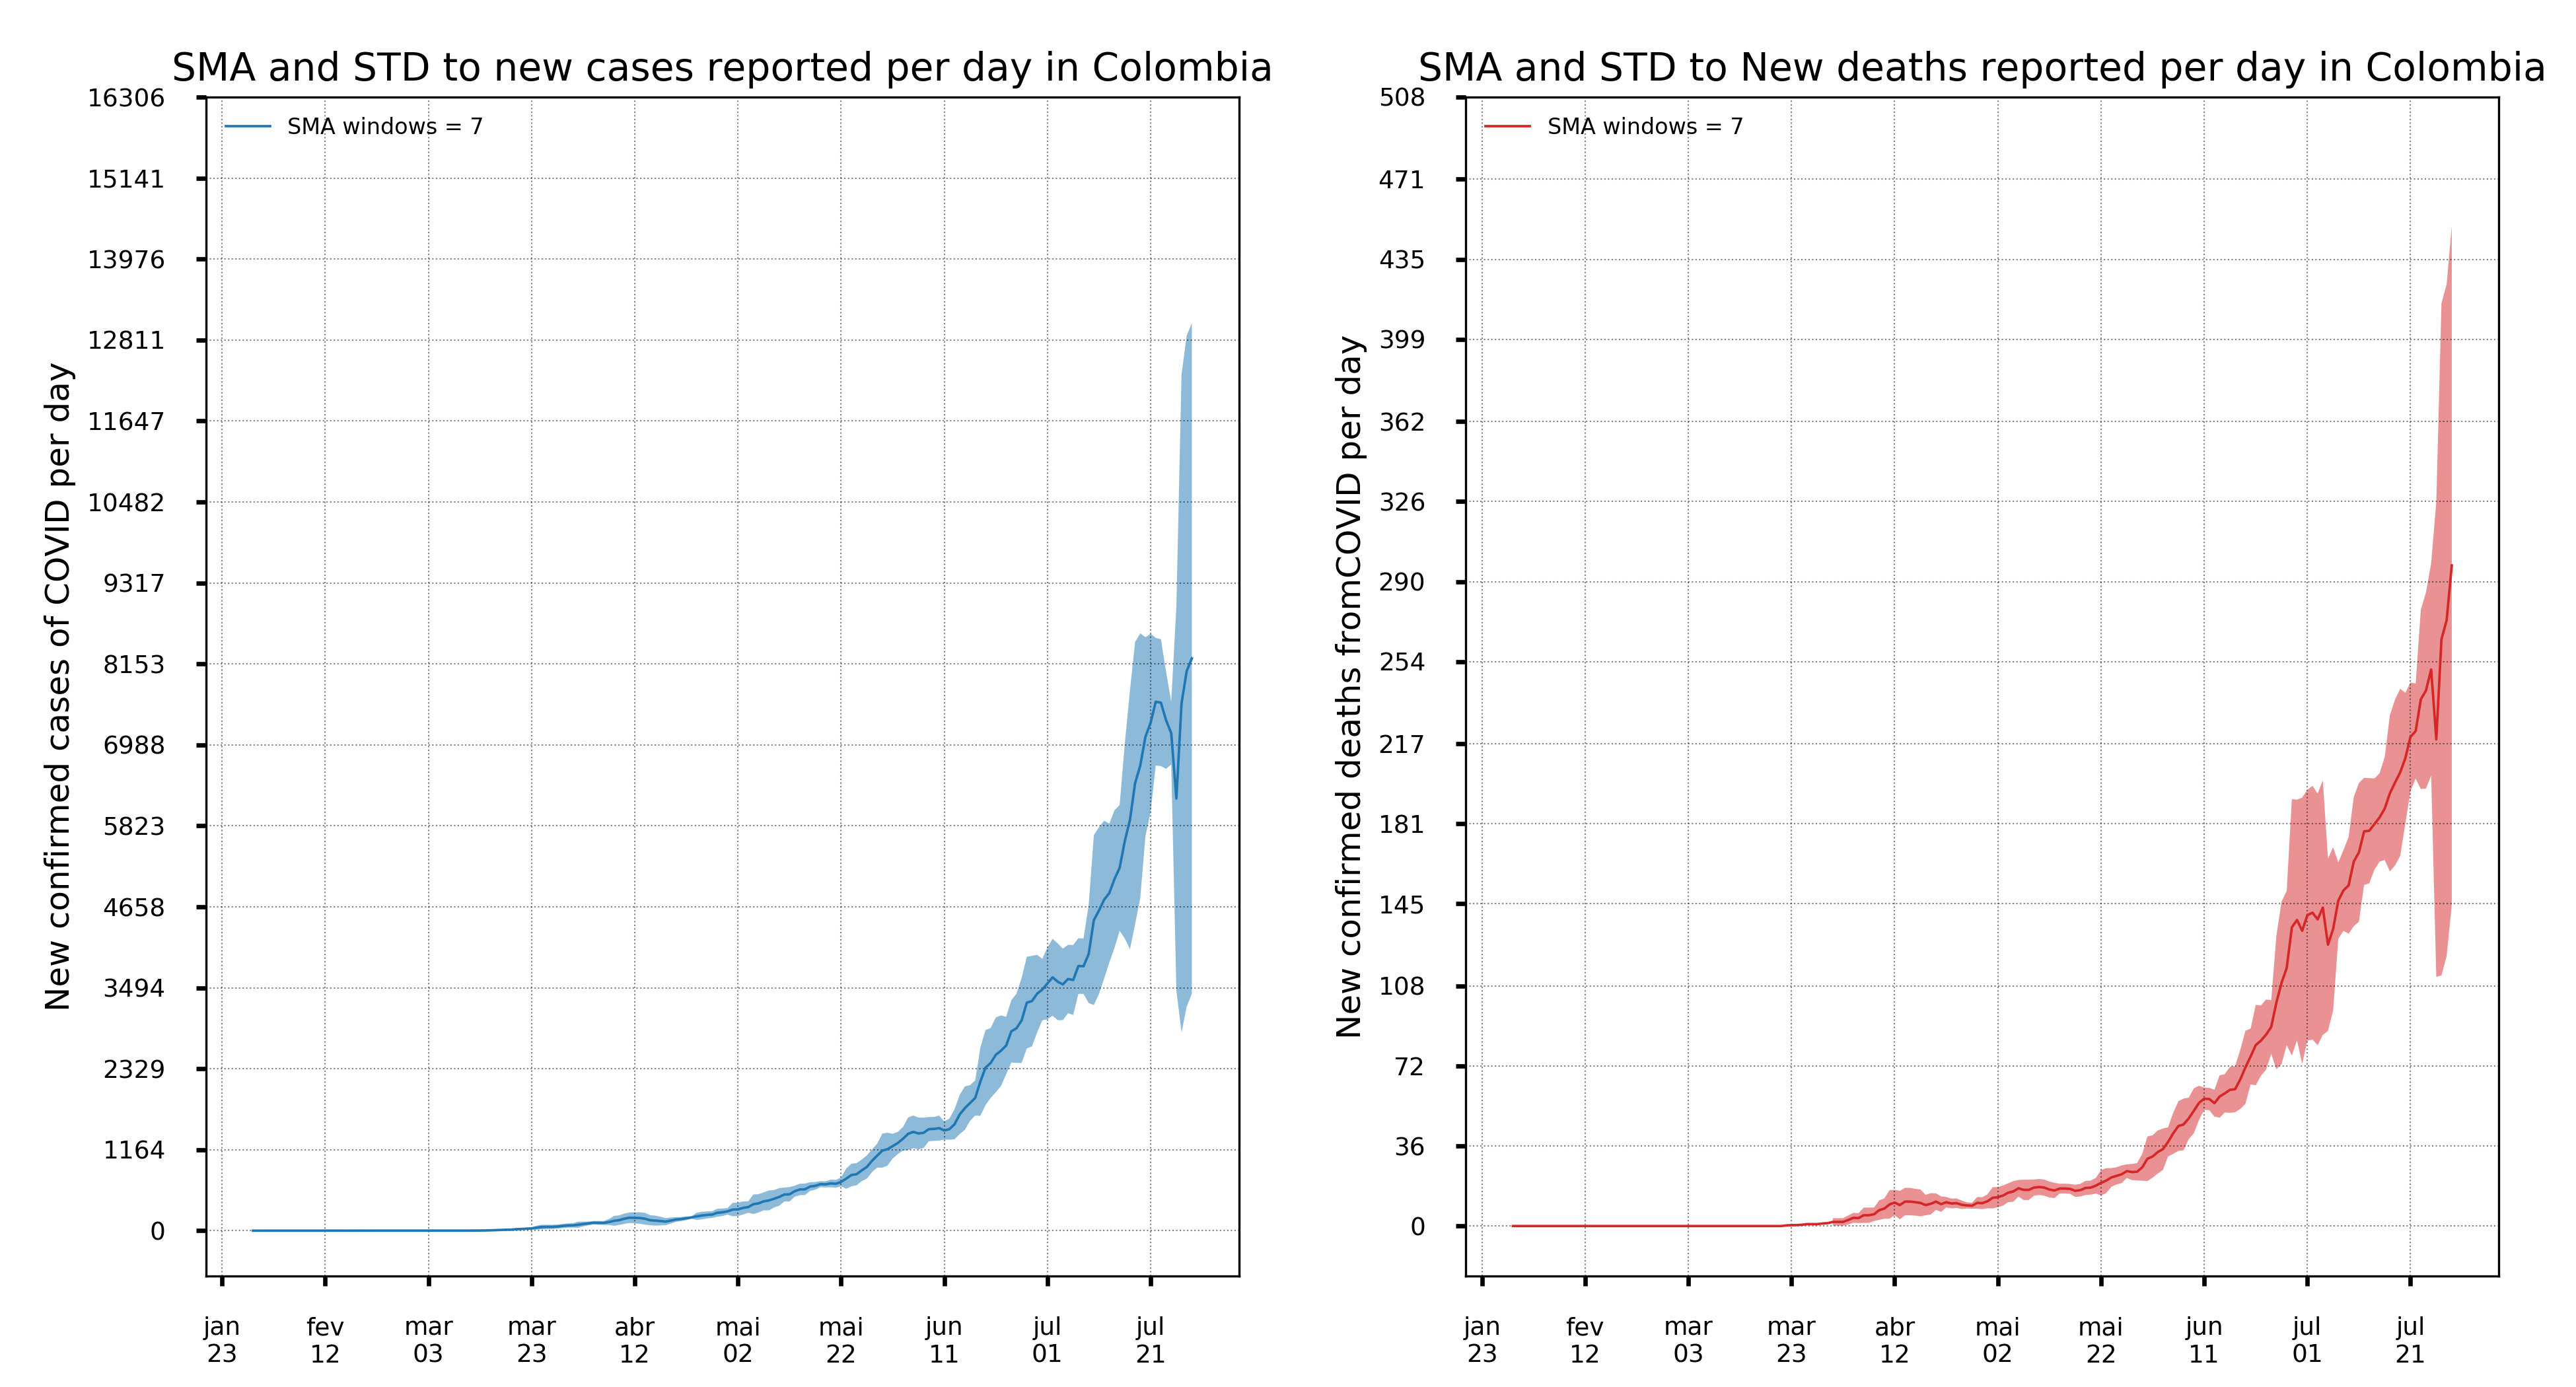 SMA and STD to new cases reported per day in Colombia
New confirmed cases of COVID per day
16306
15141
13976
12811
11647
10482
9317
8153
6988
5823
4658
3494
2329
1164
0
SMA windows = 7
jan 23
fev 12
mar 03
mar 23
abr 12
mai 02
mai 22
jun 11
jul 01
jul 21
SMA and STD to New deaths reported per day in Colombia
New confirmed deaths fromCOVID per day
508
471
435
399
362
326
290
254
217
181
145
108
72
36
0
SMA windows = 7
jan 23
fev 12
mar 03
mar 23
abr 12
mai 02
mai 22
jun 11
jul 01
jul 21